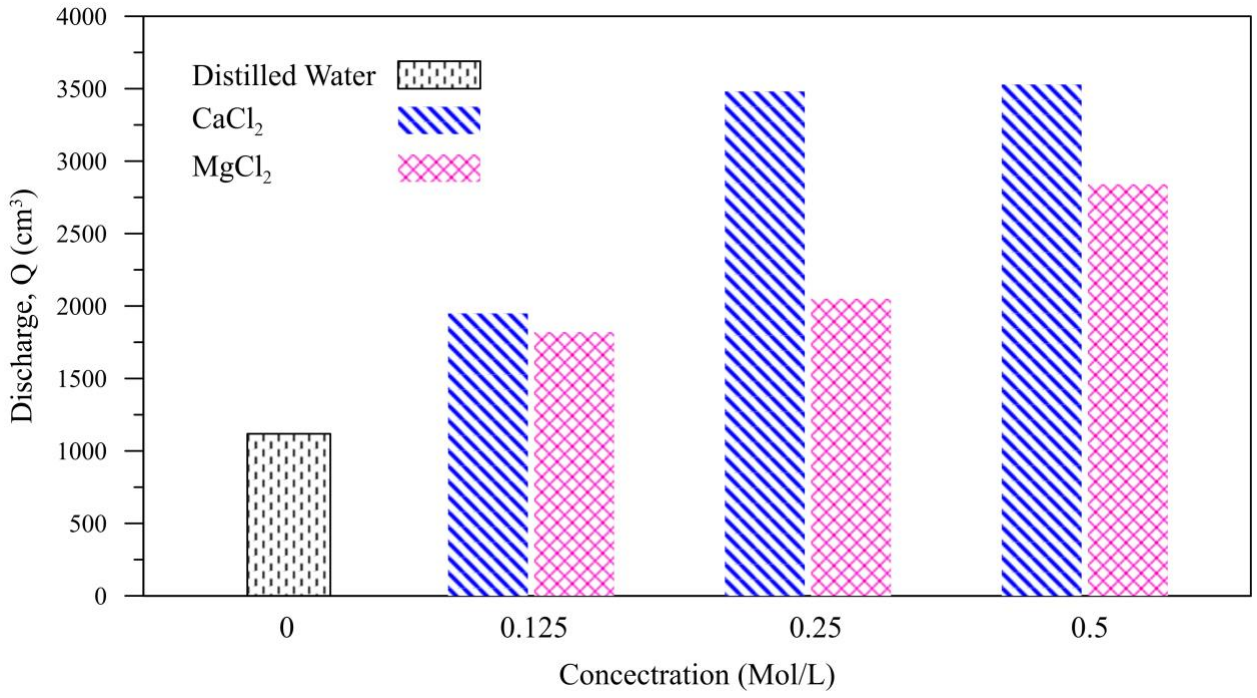 4000
3500
3000
2500
2000
1500
1000
500
0
Discharge, Q (cm³)
Distilled Water
CaCl₂
MgCl₂
0 0.125 0.25 0.5
Concectration (Mol/L)